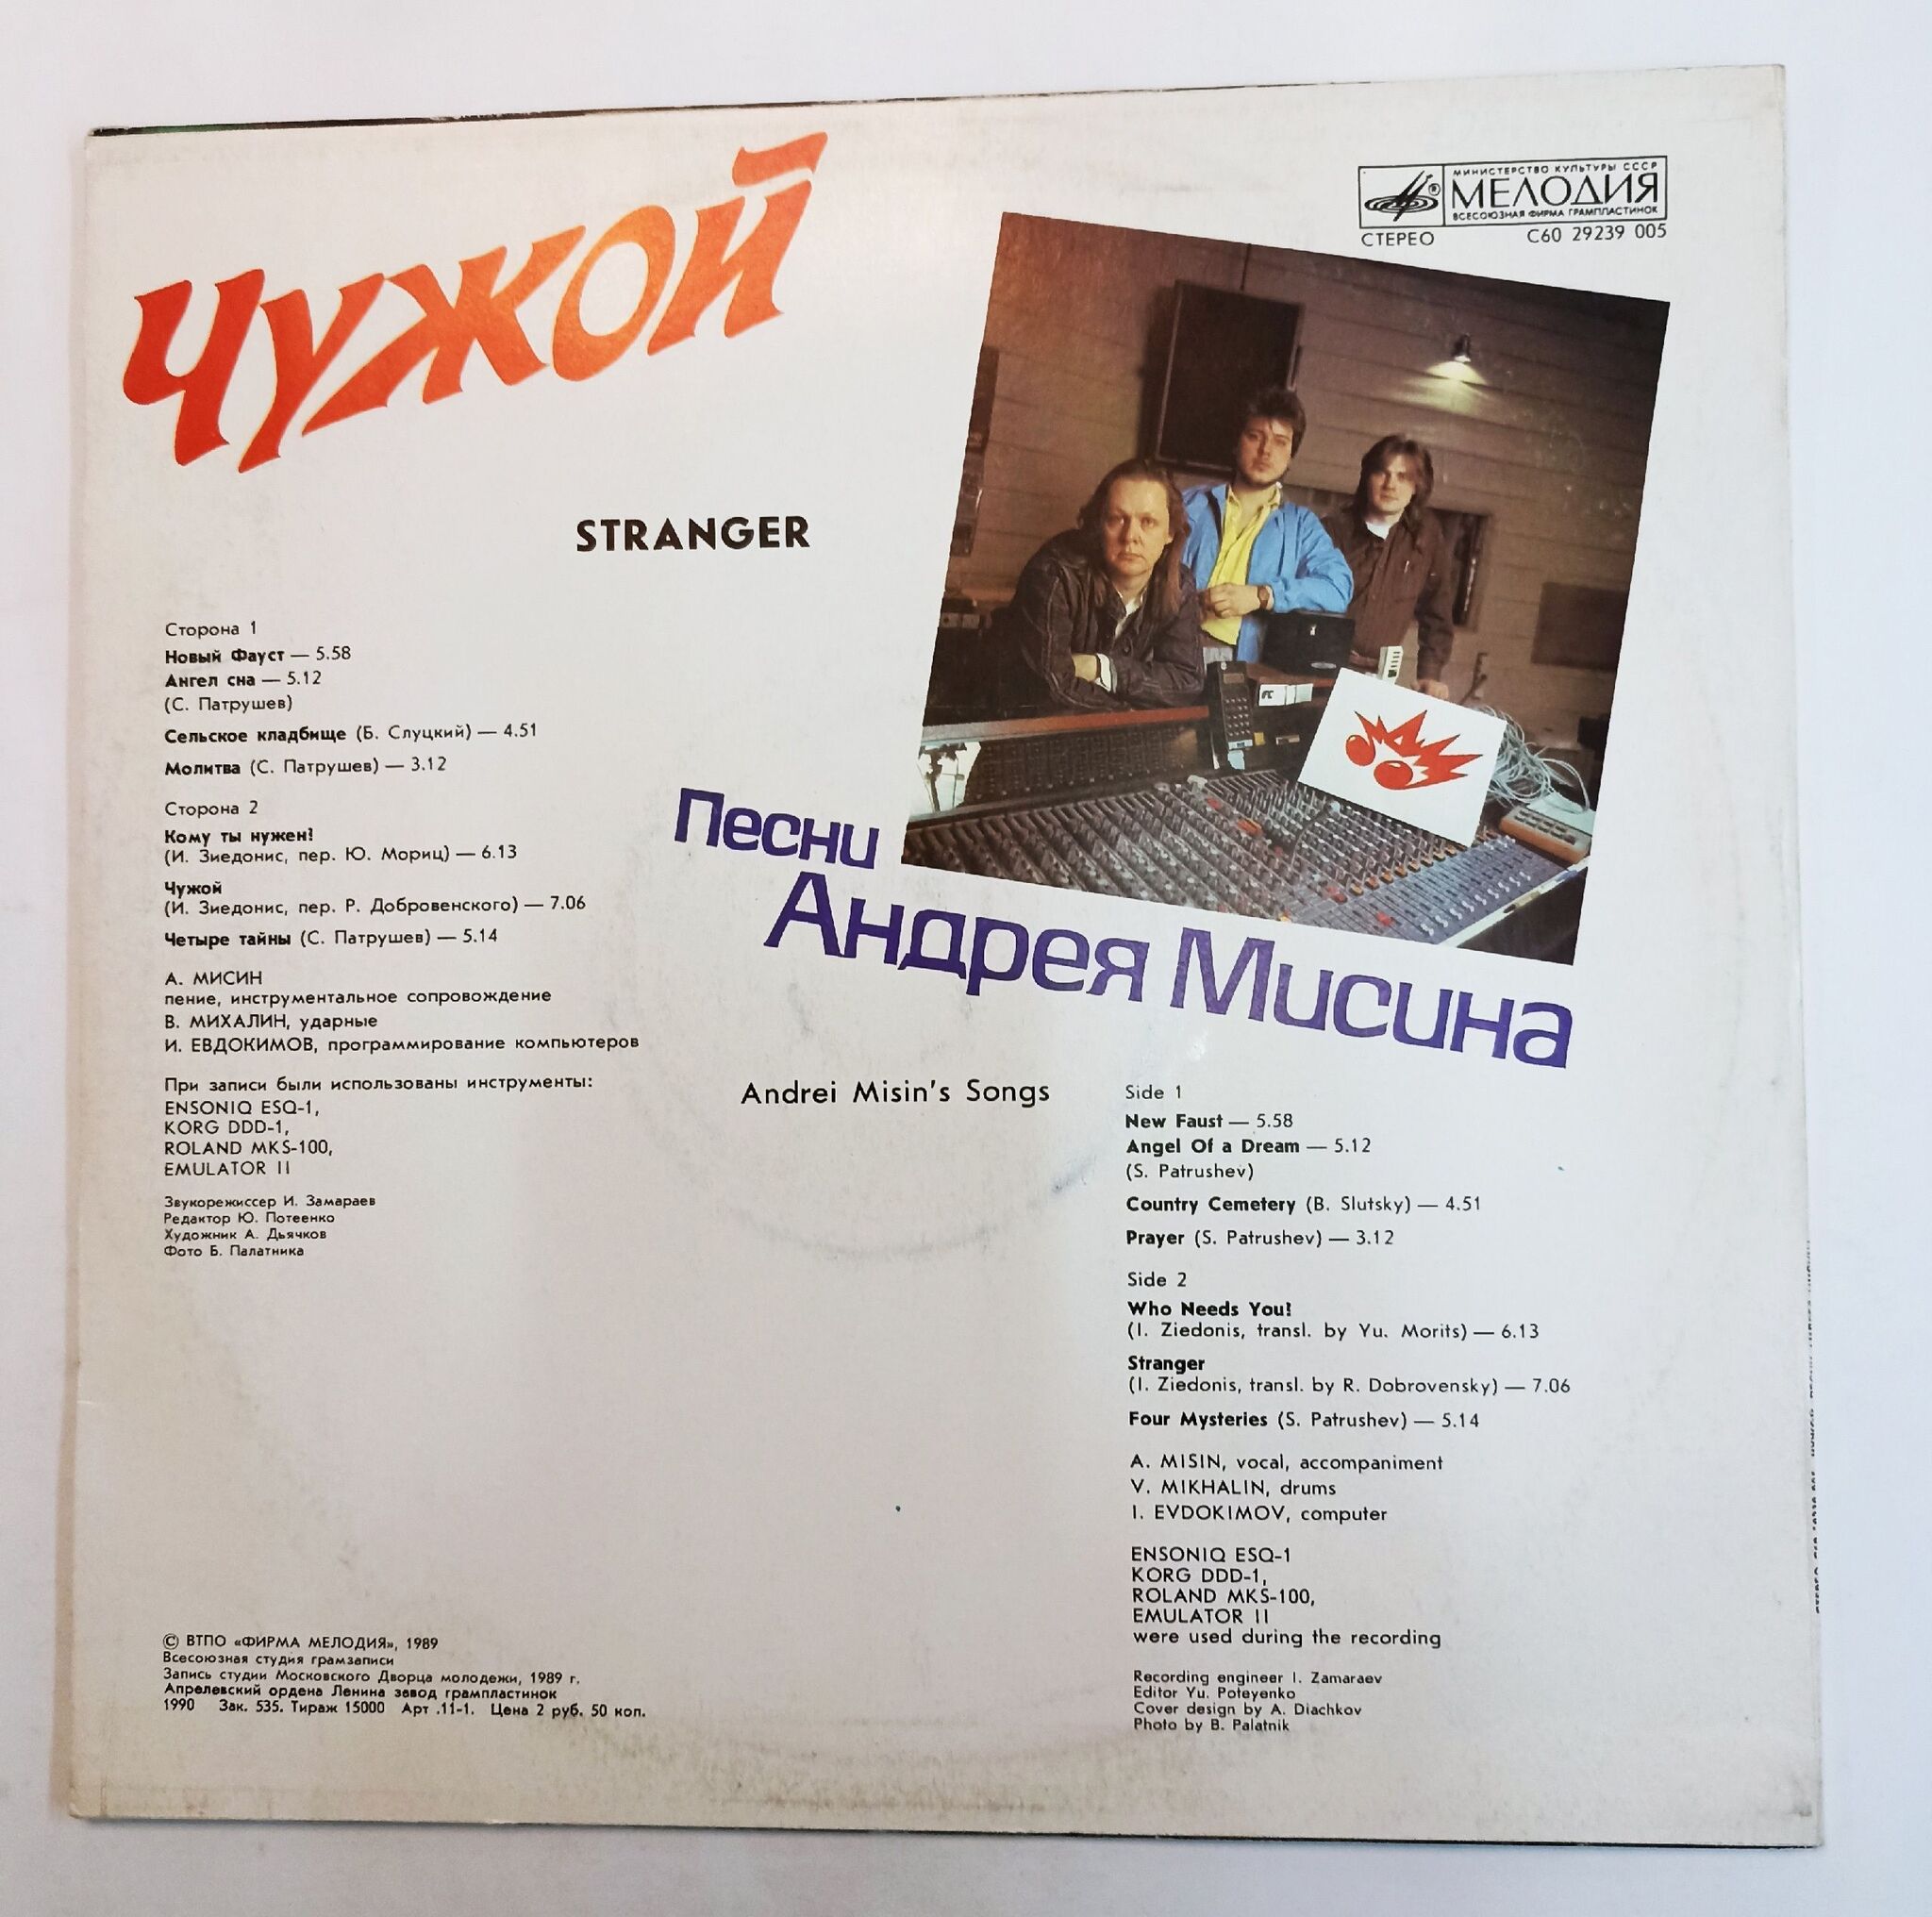 ЧУЖОЙ
МИНИСТЕРСТВО КУЛЬТУРЫ СССР
МЕЛОДИЯ
ВСЕСОЮЗНАЯ ФИРМА ГРАМПЛАСТИНОК
СТЕРЕО С60 29239 005
STRANGER
Сторона 1
Новый Фауст — 5.58
Ангел сна — 5.12
(С. Патрушев)
Сельское кладбище (Б. Слуцкий) — 4.51
Молитва (С. Патрушев) — 3.12
Сторона 2
Кому ты нужен!
(И. Зиедонис, пер. Ю. Мориц) — 6.13
Чужой
(И. Зиедонис, пер. Р. Добровенского) — 7.06
Четыре тайны (С. Патрушев) — 5.14
А. МИСИН
пение, инструментальное сопровождение
В. МИХАЛИН, ударные
И. ЕВДОКИМОВ, программирование компьютеров
При записи были использованы инструменты:
ENSONIQ ESQ-1,
KORG DDD-1,
ROLAND MKS-100,
EMULATOR II
Звукорежиссер И. Замараев
Редактор Ю. Потеенко
Художник А. Дьячков
Фото Б. Палатника
Песни
Андрея Мисина
Andrei Misin's Songs
Side 1
New Faust — 5.58
Angel Of a Dream — 5.12
(S. Patrushev)
Country Cemetery (B. Slutsky) — 4.51
Prayer (S. Patrushev) — 3.12
Side 2
Who Needs You!
(I. Ziedonis, transl. by Yu. Morits) — 6.13
Stranger
(I. Ziedonis, transl. by R. Dobrovensky) — 7.06
Four Mysteries (S. Patrushev) — 5.14
A. MISIN, vocal, accompaniment
V. MIKHALIN, drums
I. EVDOKIMOV, computer
ENSONIQ ESQ-1
KORG DDD-1,
ROLAND MKS-100,
EMULATOR II
were used during the recording
Recording engineer I. Zamaraev
Editor Yu. Poteyenko
Cover design by A. Diachkov
Photo by B. Palatnik
© ВТПО «ФИРМА МЕЛОДИЯ», 1989
Всесоюзная студия грамзаписи
Запись студии Московского Дворца молодежи, 1989 г.
Апрелевский ордена Ленина завод грампластинок
1990 Зак. 535. Тираж 15000 Арт .11-1. Цена 2 руб. 50 коп.